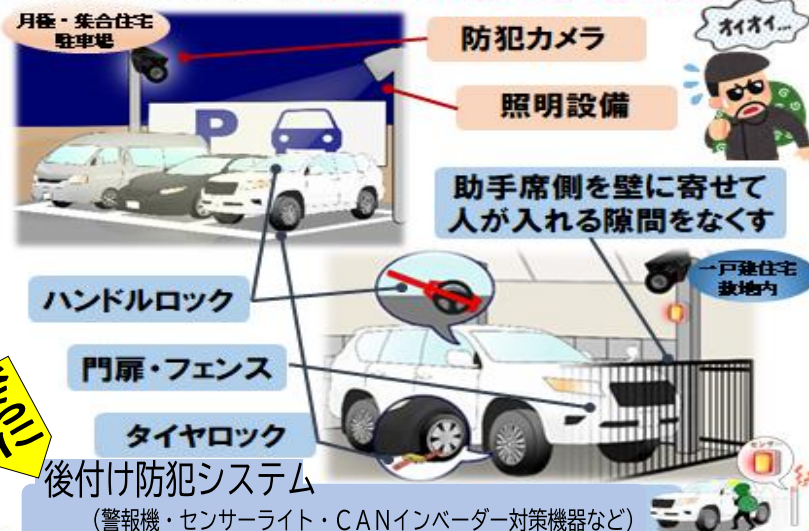 月極・集合住宅
駐車場
防犯カメラ
オイオイ...
照明設備
P
助手席側を壁に寄せて
人が入れる隙間をなくす
一戸建住宅
敷地内
ハンドルロック
門扉・フェンス
タイヤロック
センサー
後付け防犯システム
（警報機・センサーライト・CANインベーダー対策機器など）